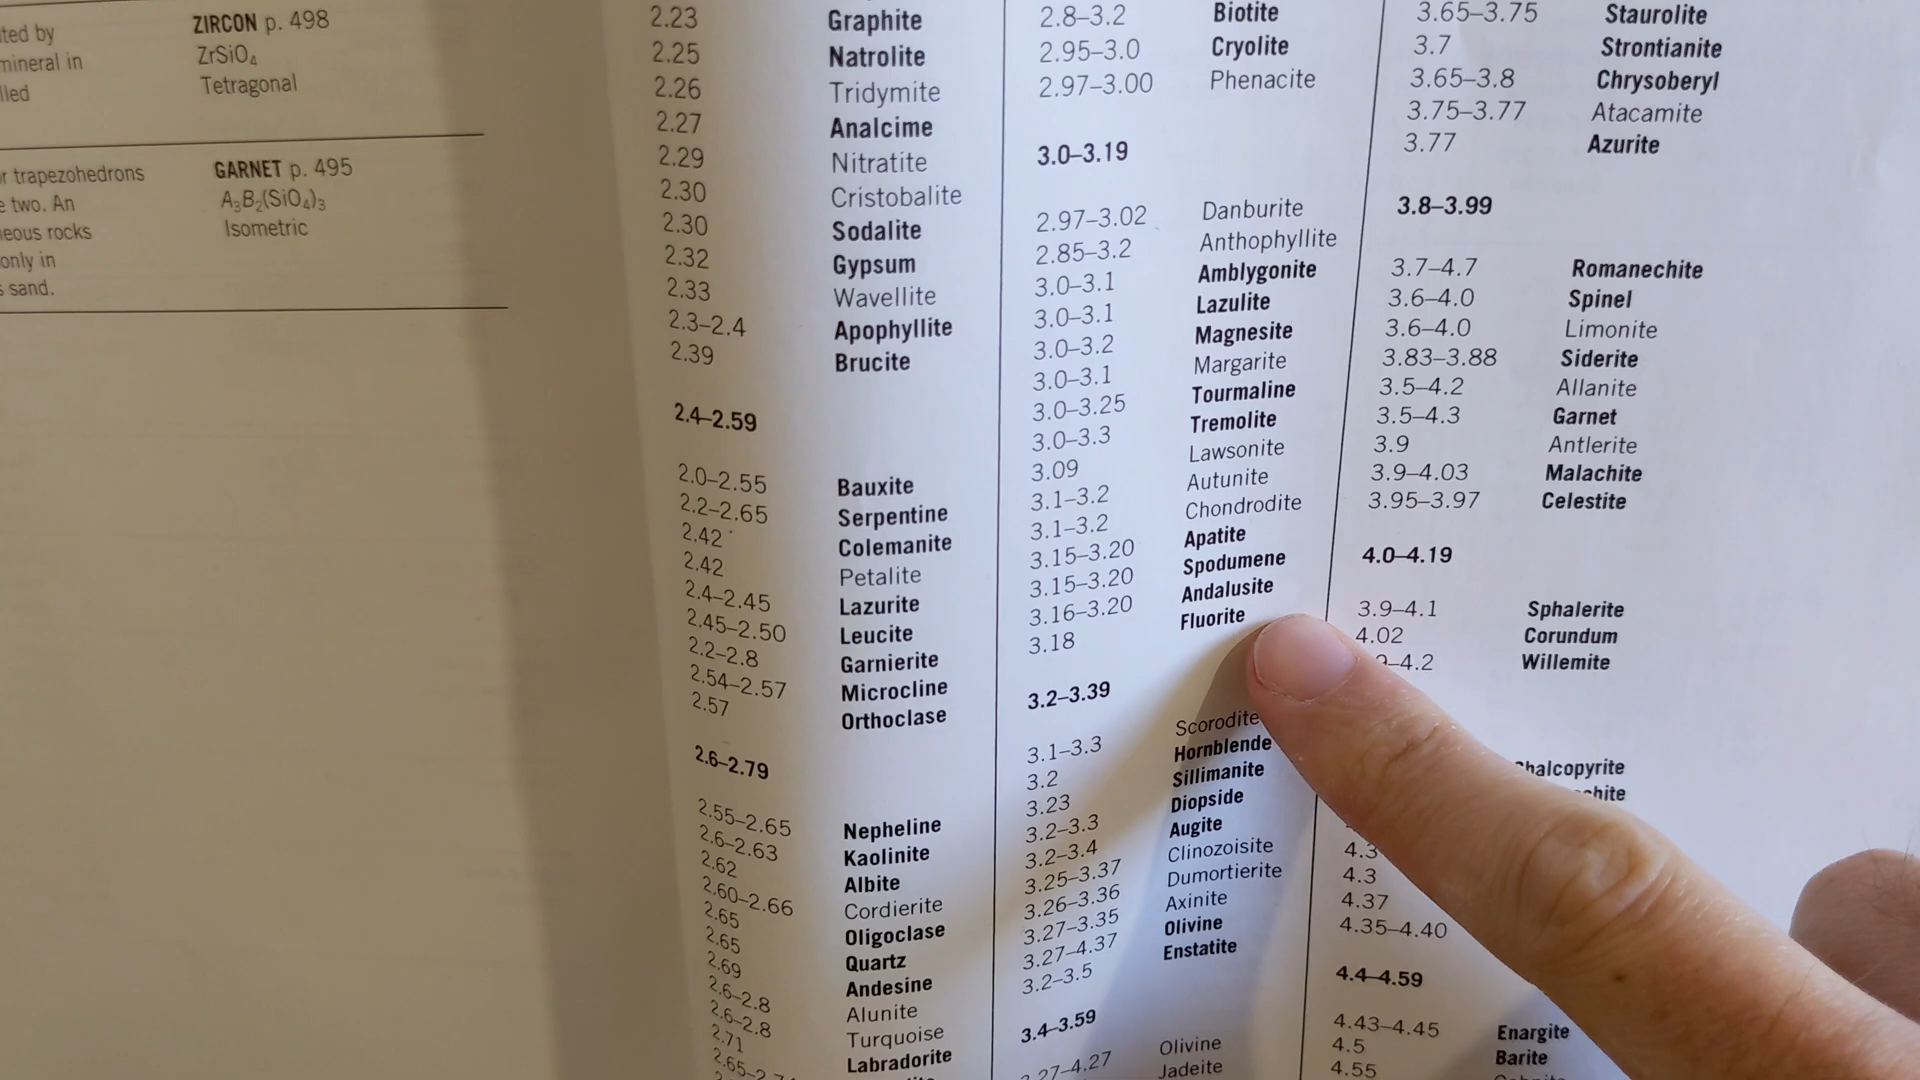 ted by
mineral in
lled
ZIRCON p. 498
ZrSiO₄
Tetragonal
r trapezohedrons
e two. An
neous rocks
only in
s sand.
GARNET p. 495
A₃B₂(SiO₄)₃
Isometric
2.23 Graphite
2.25 Natrolite
2.26 Tridymite
2.27 Analcime
2.29 Nitratite
2.30 Cristobalite
2.30 Sodalite
2.32 Gypsum
2.33 Wavellite
2.3–2.4 Apophyllite
2.39 Brucite
2.4–2.59
2.0–2.55 Bauxite
2.2–2.65 Serpentine
2.42 Colemanite
2.42 Petalite
2.4–2.45 Lazurite
2.45–2.50 Leucite
2.2–2.8 Garnierite
2.54–2.57 Microcline
2.57 Orthoclase
2.6–2.79
2.55–2.65 Nepheline
2.6–2.63 Kaolinite
2.62 Albite
2.60–2.66 Cordierite
2.65 Oligoclase
2.65 Quartz
2.69 Andesine
2.6–2.8 Alunite
2.6–2.8 Turquoise
2.71 Labradorite
2.8–3.2 Biotite
2.95–3.0 Cryolite
2.97–3.00 Phenacite
3.0–3.19
2.97–3.02 Danburite
2.85–3.2 Anthophyllite
3.0–3.1 Amblygonite
3.0–3.1 Lazulite
3.0–3.2 Magnesite
3.0–3.1 Margarite
3.0–3.25 Tourmaline
3.0–3.3 Tremolite
3.09 Lawsonite
3.1–3.2 Autunite
3.1–3.2 Chondrodite
3.15–3.20 Apatite
3.15–3.20 Spodumene
3.16–3.20 Andalusite
3.18 Fluorite
3.2–3.39
3.1–3.3 Scorodite
3.2 Hornblende
3.23 Sillimanite
3.2–3.3 Diopside
3.2–3.4 Augite
3.25–3.37 Clinozoisite
3.26–3.36 Dumortierite
3.27–3.35 Axinite
3.27–4.37 Olivine
3.2–3.5 Enstatite
3.4–3.59
3.27–4.27 Olivine
Jadeite
3.65–3.75 Staurolite
3.7 Strontianite
3.65–3.8 Chrysoberyl
3.75–3.77 Atacamite
3.77 Azurite
3.8–3.99
3.7–4.7 Romanechite
3.6–4.0 Spinel
3.6–4.0 Limonite
3.83–3.88 Siderite
3.5–4.2 Allanite
3.5–4.3 Garnet
3.9 Antlerite
3.9–4.03 Malachite
3.95–3.97 Celestite
4.0–4.19
3.9–4.1 Sphalerite
4.02 Corundum
–4.2 Willemite
halcopyrite
hite
4.3
4.3
4.37
4.35–4.40
4.4–4.59
4.43–4.45 Enargite
4.5 Barite
4.55